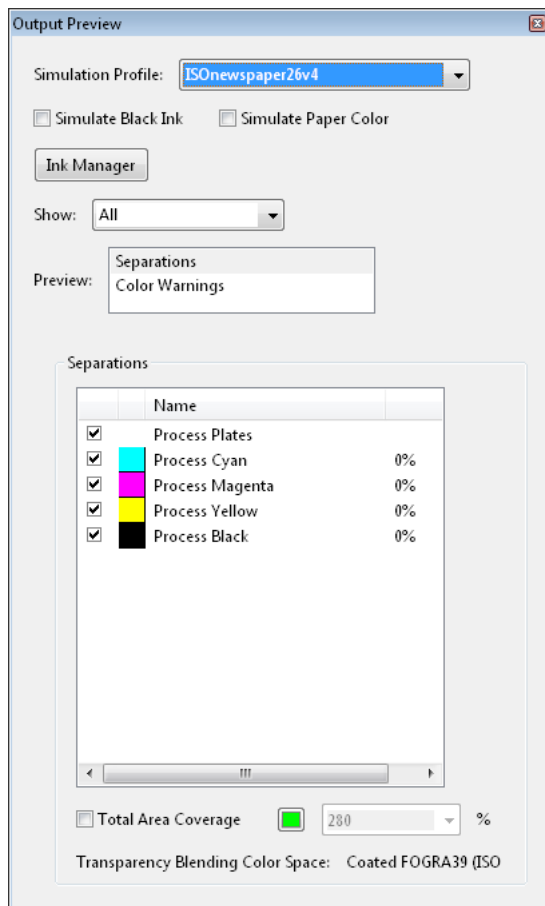 Output Preview
Simulation Profile: ISOnewspaper26v4
Simulate Black Ink Simulate Paper Color
Ink Manager
Show: All
Preview: Separations
Color Warnings
Separations
Name
Process Plates
Process Cyan 0%
Process Magenta 0%
Process Yellow 0%
Process Black 0%
Total Area Coverage 280 %
Transparency Blending Color Space: Coated FOGRA39 (ISO